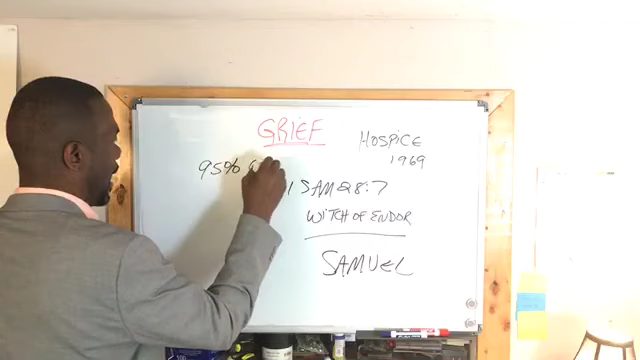 GRIEF
HOSPICE
1969
95%
1 SAM 28:7
WITCH OF ENDOR
SAMUEL